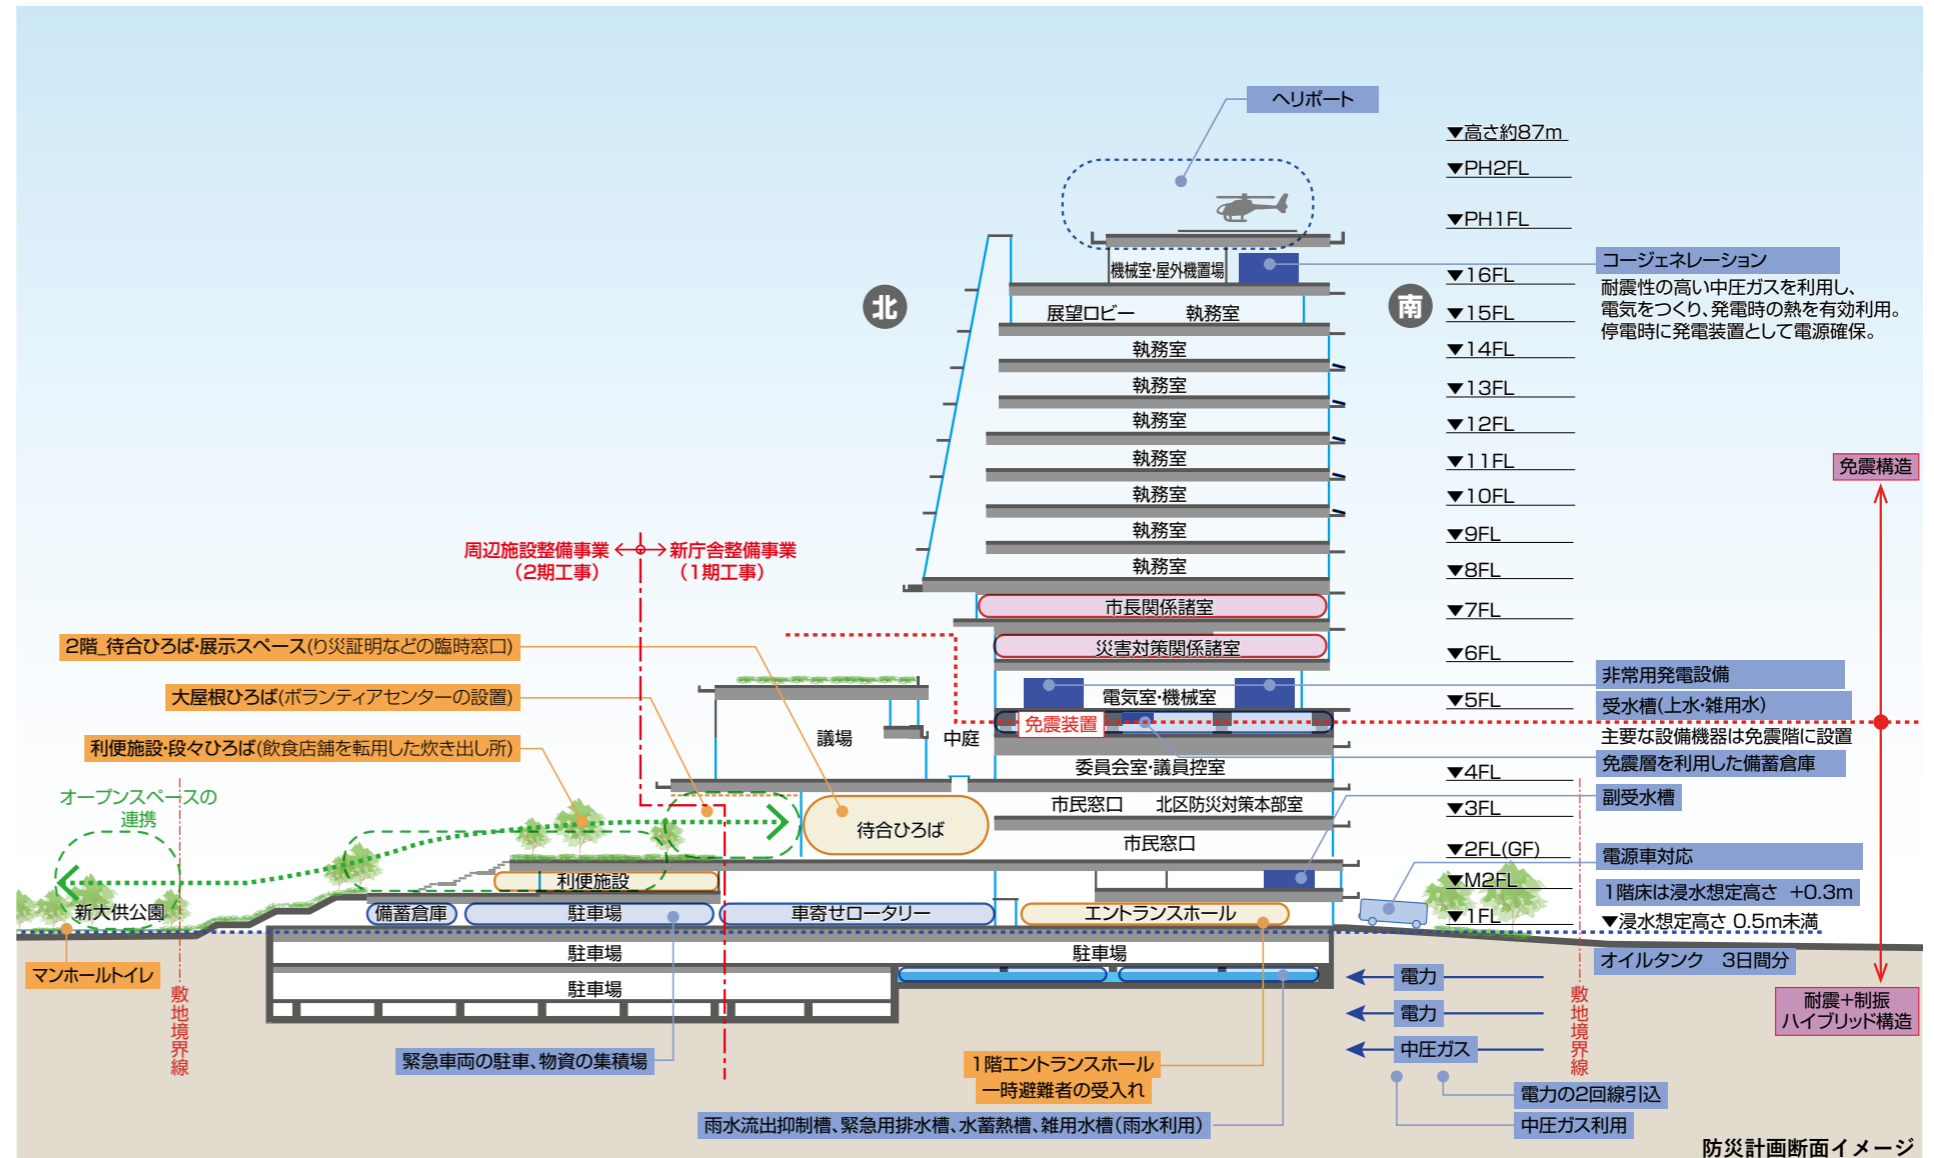 ヘリポート
▼高さ約87m
▼PH2FL
▼PH1FL
コージェネレーション
耐震性の高い中圧ガスを利用し、
電気をつくり、発電時の熱を有効利用。
停電時に発電装置として電源確保。
機械室・屋外機置場
▼16FL
北
南
展望ロビー
執務室
▼15FL
執務室
▼14FL
執務室
▼13FL
執務室
▼12FL
執務室
▼11FL
執務室
▼10FL
執務室
▼9FL
執務室
▼8FL
免震構造
周辺施設整備事業
（2期工事）
新庁舎整備事業
（1期工事）
市長関係諸室
▼7FL
災害対策関係諸室
▼6FL
2階_待合ひろば・展示スペース(り災証明などの臨時窓口)
大屋根ひろば(ボランティアセンターの設置)
利便施設・段々ひろば(飲食店舗を転用した炊き出し所)
非常用発電設備
電気室・機械室
▼5FL
受水槽(上水・雑用水)
免震装置
議場
中庭
主要な設備機器は免震階に設置
免震層を利用した備蓄倉庫
委員会室・議員控室
▼4FL
オープンスペースの
連携
副受水槽
市民窓口
北区防災対策本部室
▼3FL
待合ひろば
市民窓口
▼2FL(GF)
電源車対応
利便施設
▼M2FL
1階床は浸水想定高さ +0.3m
新大供公園
備蓄倉庫
駐車場
車寄せロータリー
エントランスホール
▼1FL
▼浸水想定高さ 0.5m未満
駐車場
駐車場
オイルタンク 3日間分
マンホールトイレ
駐車場
電力
敷地境界線
敷地境界線
電力
耐震+制振
ハイブリッド構造
中圧ガス
緊急車両の駐車、物資の集積場
1階エントランスホール
一時避難者の受入れ
電力の2回線引込
雨水流出抑制槽、緊急用排水槽、水蓄熱槽、雑用水槽(雨水利用)
中圧ガス利用
防災計画断面イメージ